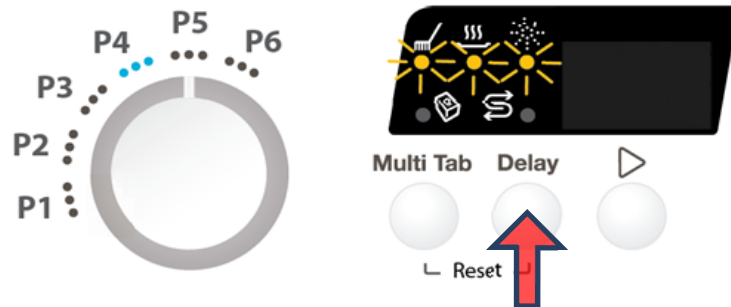 P1
P2
P3
P4
P5
P6
Multi Tab
Delay
Reset